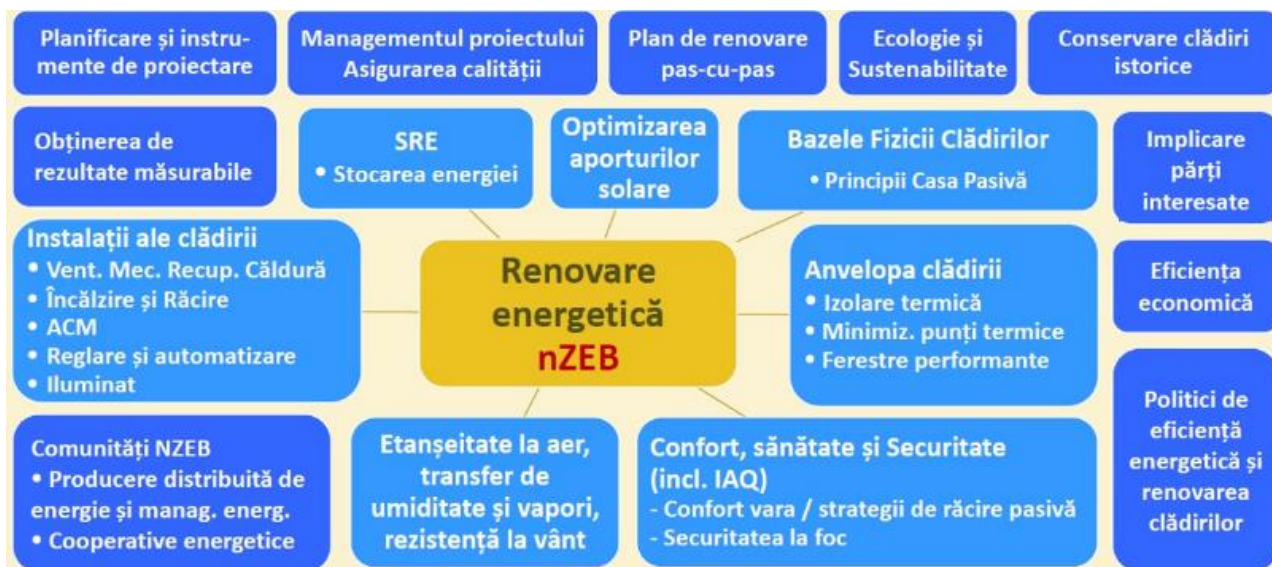 Planificare și instru-
mente de proiectare
Managementul proiectului
Asigurarea calității
Plan de renovare
pas-cu-pas
Ecologie și
Sustenabilitate
Conservare clădiri
istorice
Obținerea de
rezultate măsurabile
SRE
• Stocarea energiei
Optimizarea
aporturilor
solare
Bazele Fizicii Clădirilor
• Principii Casa Pasivă
Implicare
părți
interesate
Instalații ale clădirii
• Vent. Mec. Recup. Căldură
• Încălzire și Răcire
• ACM
• Reglare și automatizare
• Iluminat
Renovare
energetică
nZEB
Anvelopa clădirii
• Izolare termică
• Minimiz. punți termice
• Ferestre performante
Eficiența
economică
Comunități NZEB
• Producere distribuită de
energie și manag. energ.
• Cooperative energetice
Etanșeitate la aer,
transfer de
umiditate și vapori,
rezistență la vânt
Confort, sănătate și Securitate
(incl. IAQ)
- Confort vara / strategii de răcire pasivă
- Securitatea la foc
Politici de
eficiență
energetică și
renovarea
clădirilor